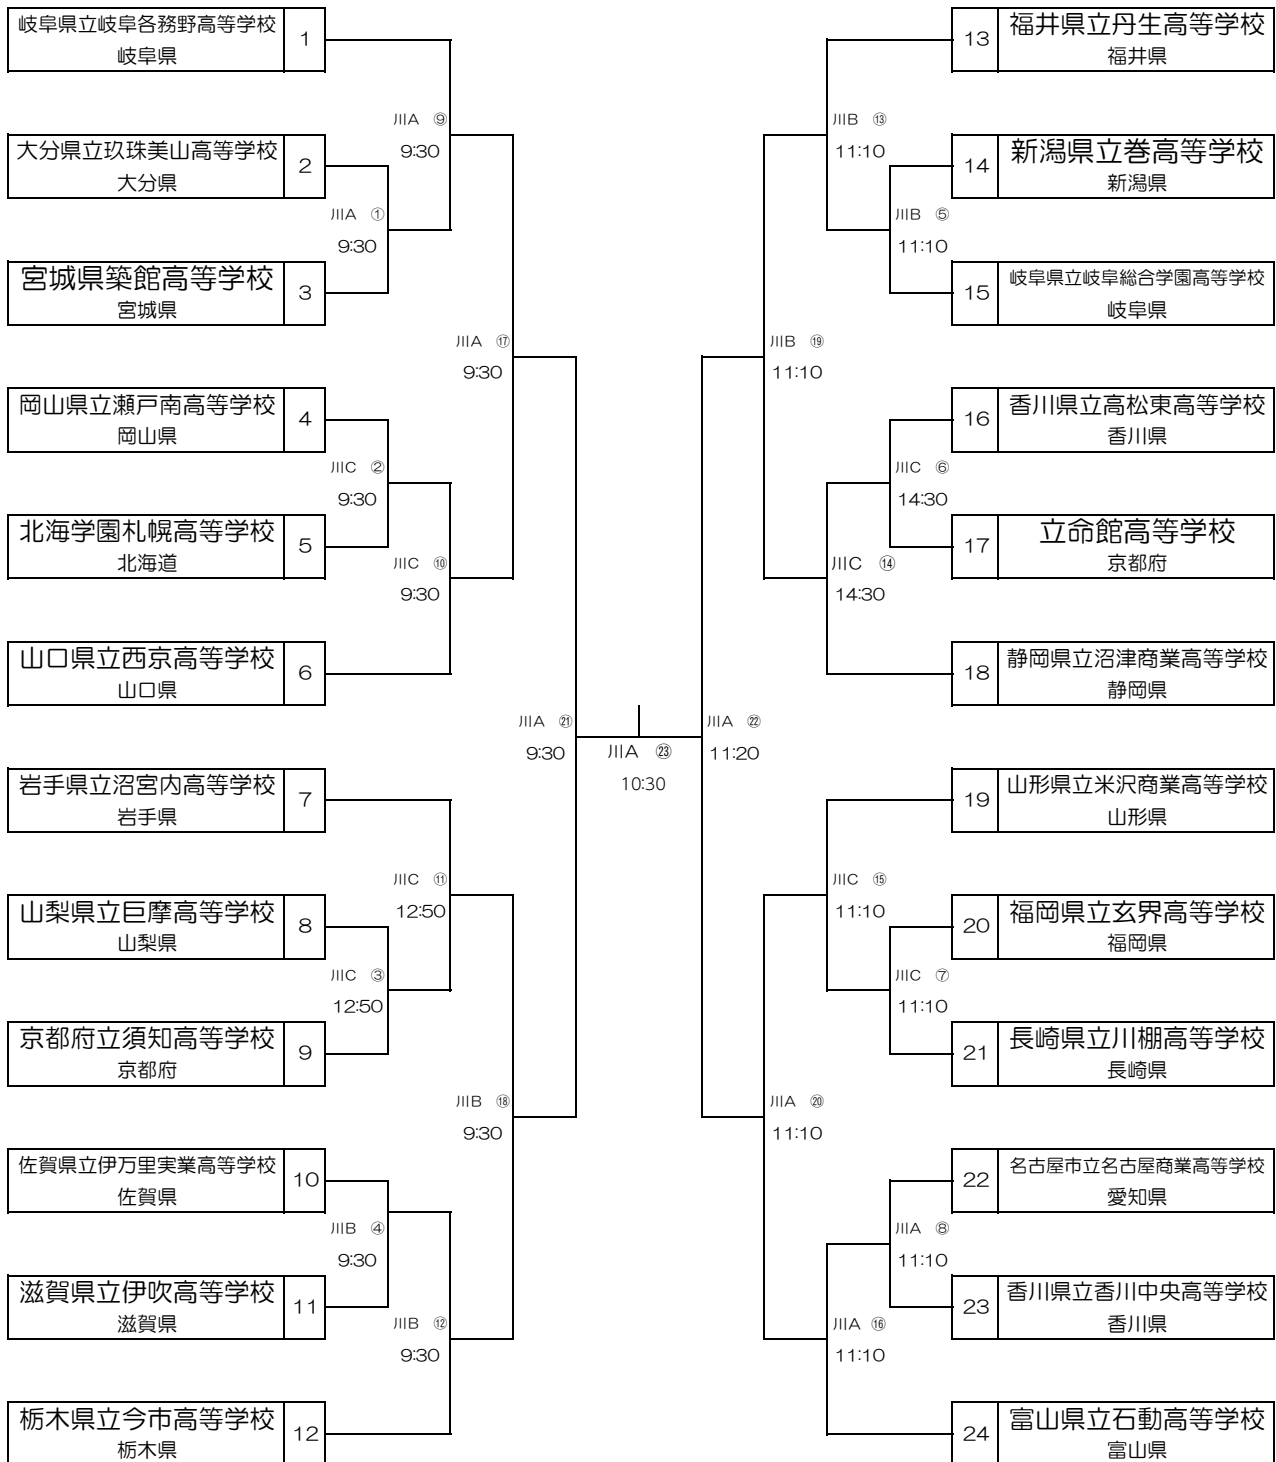 岐阜県立岐阜各務野高等学校 1
岐阜県
川A ⑨
9:30
大分県立玖珠美山高等学校 2
大分県
川A ①
9:30
宮城県築館高等学校 3
宮城県
川A ⑰
9:30
岡山県立瀬戸南高等学校 4
岡山県
川C ②
9:30
北海学園札幌高等学校 5
北海道
川C ⑩
9:30
山口県立西京高等学校 6
山口県
川A ㉑
9:30
岩手県立沼宮内高等学校 7
岩手県
川C ⑪
12:50
山梨県立巨摩高等学校 8
山梨県
川C ③
12:50
京都府立須知高等学校 9
京都府
川B ⑱
9:30
佐賀県立伊万里実業高等学校 10
佐賀県
川B ④
9:30
滋賀県立伊吹高等学校 11
滋賀県
川B ⑫
9:30
栃木県立今市高等学校 12
栃木県
川A ㉓
10:30
13 福井県立丹生高等学校
福井県
川B ⑬
11:10
14 新潟県立巻高等学校
新潟県
川B ⑤
11:10
15 岐阜県立岐阜総合学園高等学校
岐阜県
川B ⑲
11:10
16 香川県立高松東高等学校
香川県
川C ⑥
14:30
17 立命館高等学校
京都府
川C ⑭
14:30
18 静岡県立沼津商業高等学校
静岡県
川A ㉒
11:20
19 山形県立米沢商業高等学校
山形県
川C ⑮
11:10
20 福岡県立玄界高等学校
福岡県
川C ⑦
11:10
21 長崎県立川棚高等学校
長崎県
川A ⑳
11:10
22 名古屋市立名古屋商業高等学校
愛知県
川A ⑧
11:10
23 香川県立香川中央高等学校
香川県
川A ⑯
11:10
24 富山県立石動高等学校
富山県